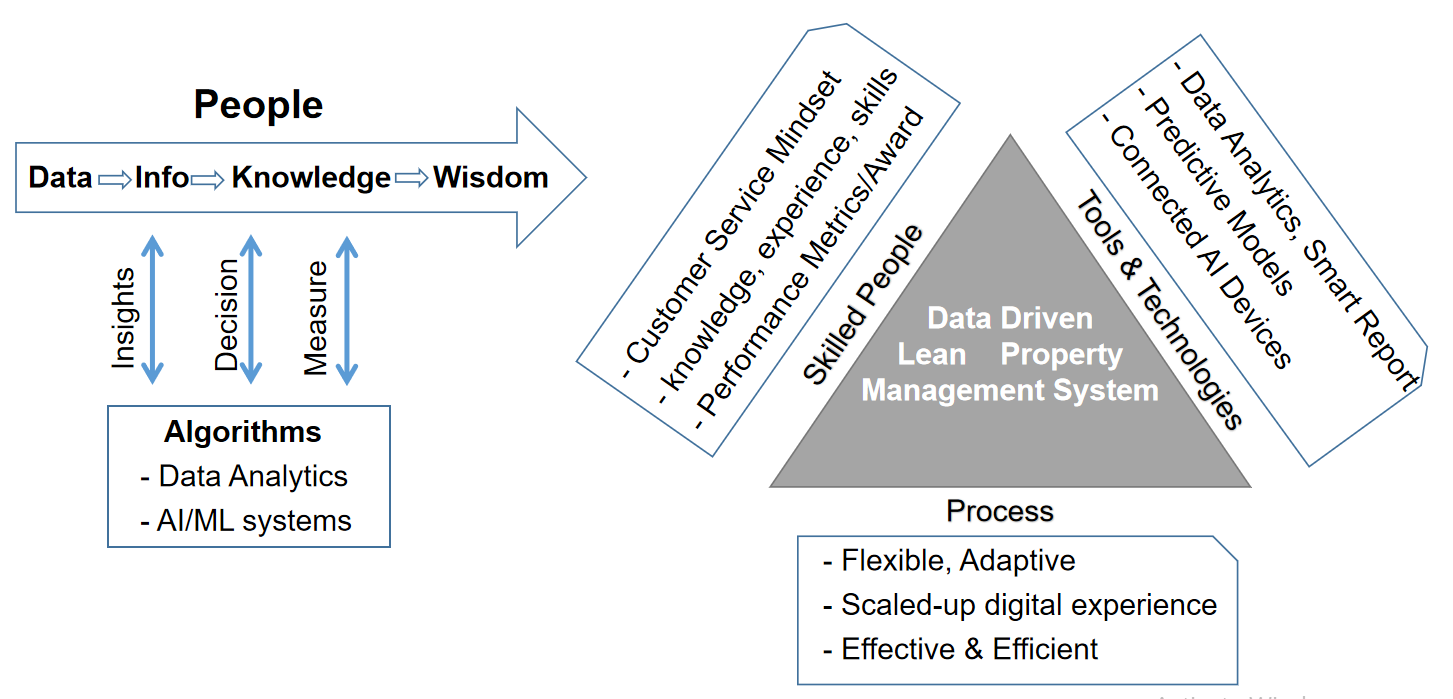 People
Data Info Knowledge Wisdom
Insights
Decision
Measure
Algorithms
- Data Analytics
- AI/ML systems
- Customer Service Mindset
- knowledge, experience, skills
- Performance Metrics/Award
Skilled People
Data Driven
Lean Property
Management System
Tools & Technologies
- Data Analytics, Smart Report
- Predictive Models
- Connected AI Devices
Process
- Flexible, Adaptive
- Scaled-up digital experience
- Effective & Efficient